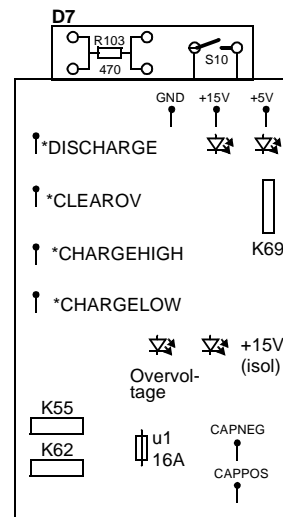 D7
R103
470
S10
GND +15V +5V
*DISCHARGE
*CLEAROV
K69
*CHARGEHIGH
*CHARGELOW
+15V
(isol)
Overvol-
tage
K55
K62
u1
16A
CAPNEG
CAPPOS